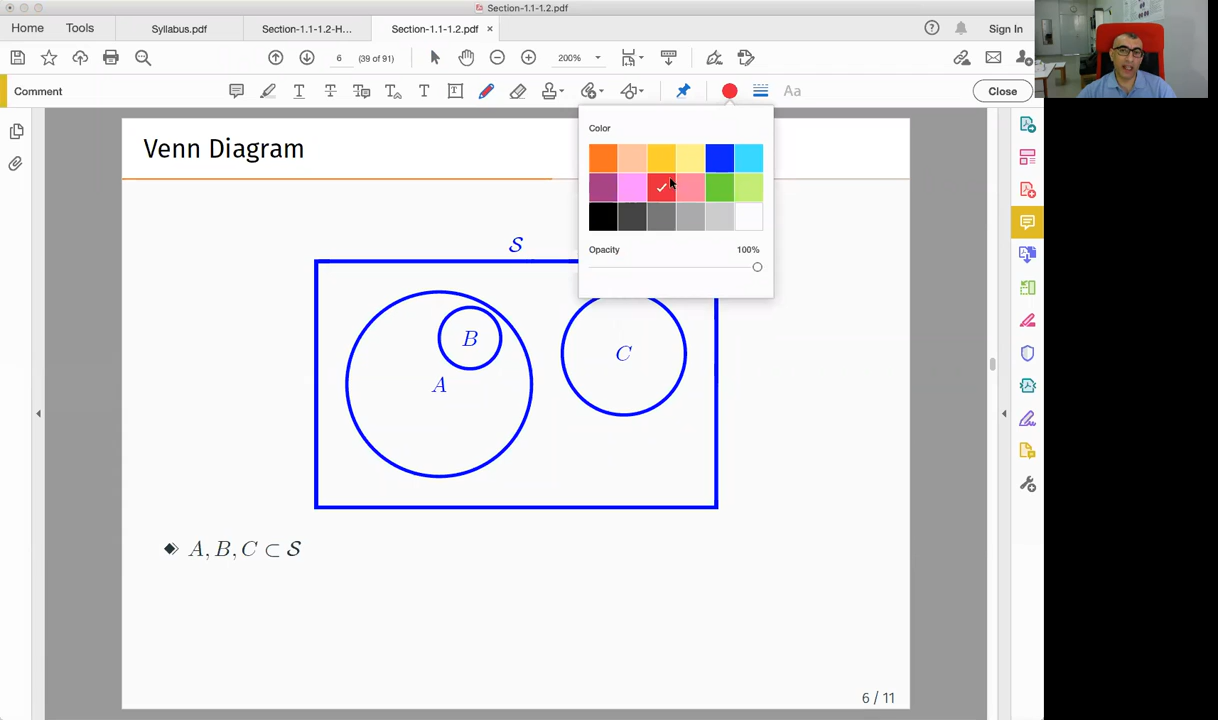 Section-1.1-1.2.pdf
Home Tools Syllabus.pdf Section-1.1-1.2-H... Section-1.1-1.2.pdf × Sign In
6 (39 of 91) 200%
Comment Aa Close
Color
Opacity 100%
Venn Diagram
S
B
A
C
A, B, C ⊂ S
6 / 11